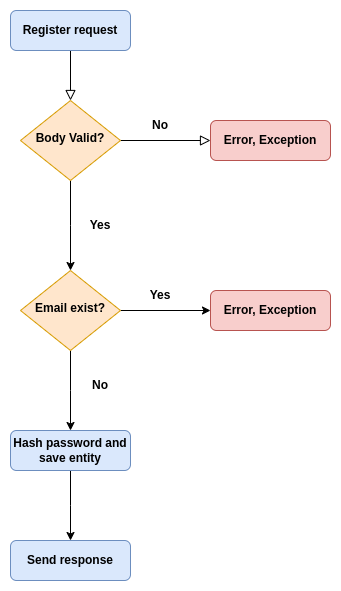 Register request
Body Valid?
No
Error, Exception
Yes
Email exist?
Yes
Error, Exception
No
Hash password and
save entity
Send response